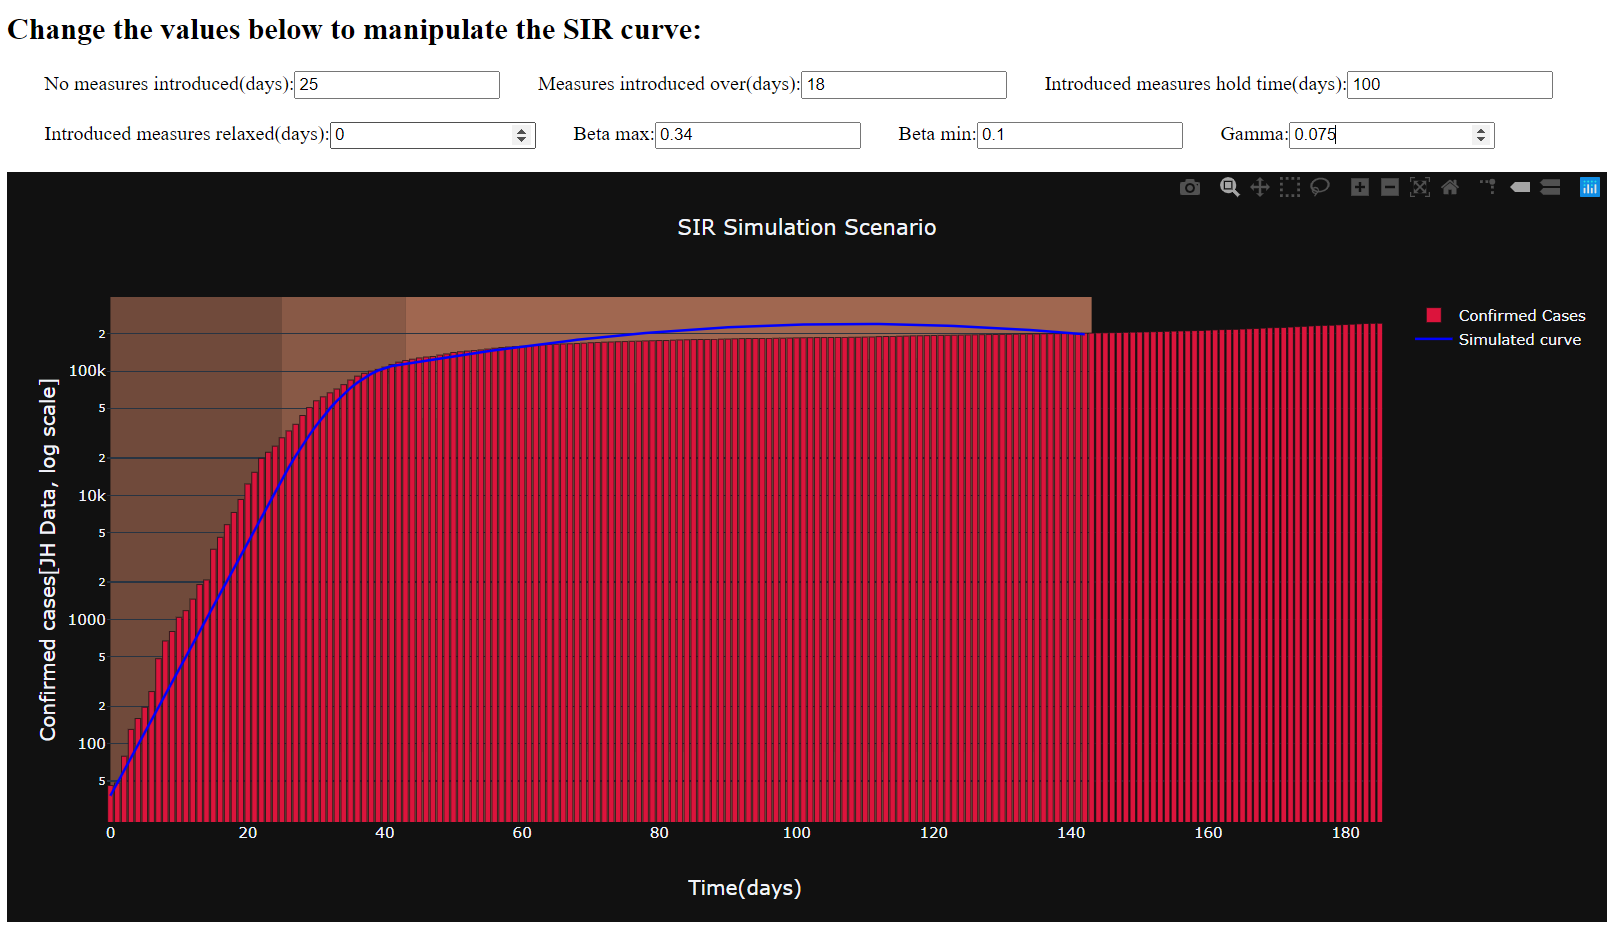 Change the values below to manipulate the SIR curve:
No measures introduced(days): 25 Measures introduced over(days): 18 Introduced measures hold time(days): 100
Introduced measures relaxed(days): 0 Beta max: 0.34 Beta min: 0.1 Gamma: 0.075
SIR Simulation Scenario
Confirmed Cases
Simulated curve
Confirmed cases[JH Data, log scale]
2
100k
5
2
10k
5
2
1000
5
2
100
5
0 20 40 60 80 100 120 140 160 180
Time(days)